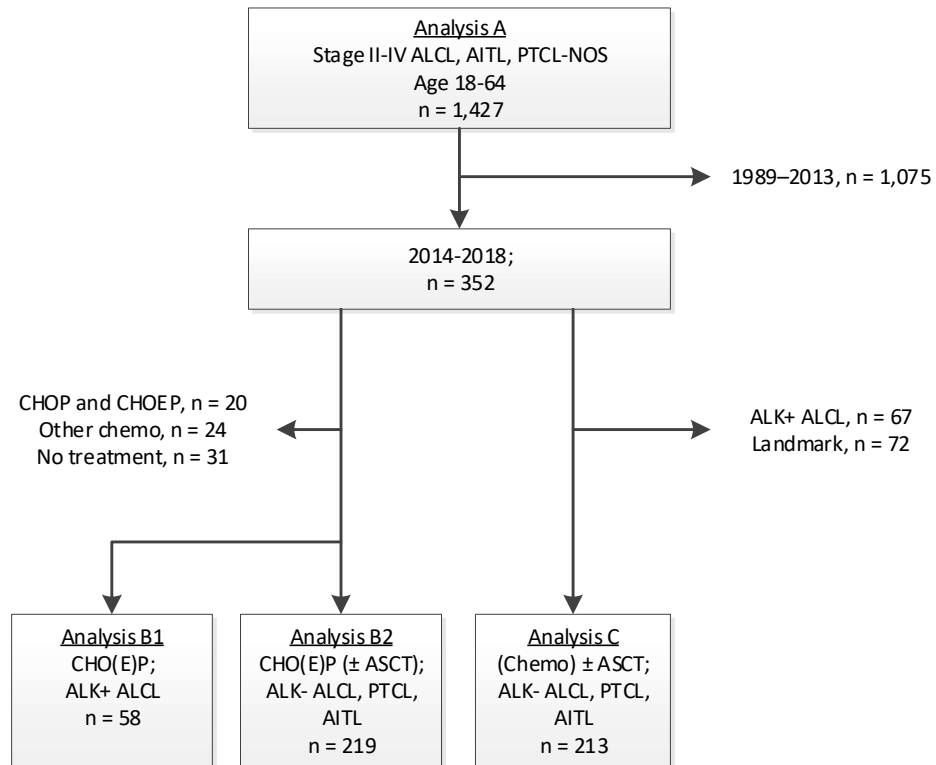 Analysis A
Stage II-IV ALCL, AITL, PTCL-NOS
Age 18-64
n = 1,427
1989–2013, n = 1,075
2014-2018;
n = 352
CHOP and CHOEP, n = 20
Other chemo, n = 24
No treatment, n = 31
ALK+ ALCL, n = 67
Landmark, n = 72
Analysis B1
CHO(E)P;
ALK+ ALCL
n = 58
Analysis B2
CHO(E)P (± ASCT);
ALK- ALCL, PTCL,
AITL
n = 219
Analysis C
(Chemo) ± ASCT;
ALK- ALCL, PTCL,
AITL
n = 213